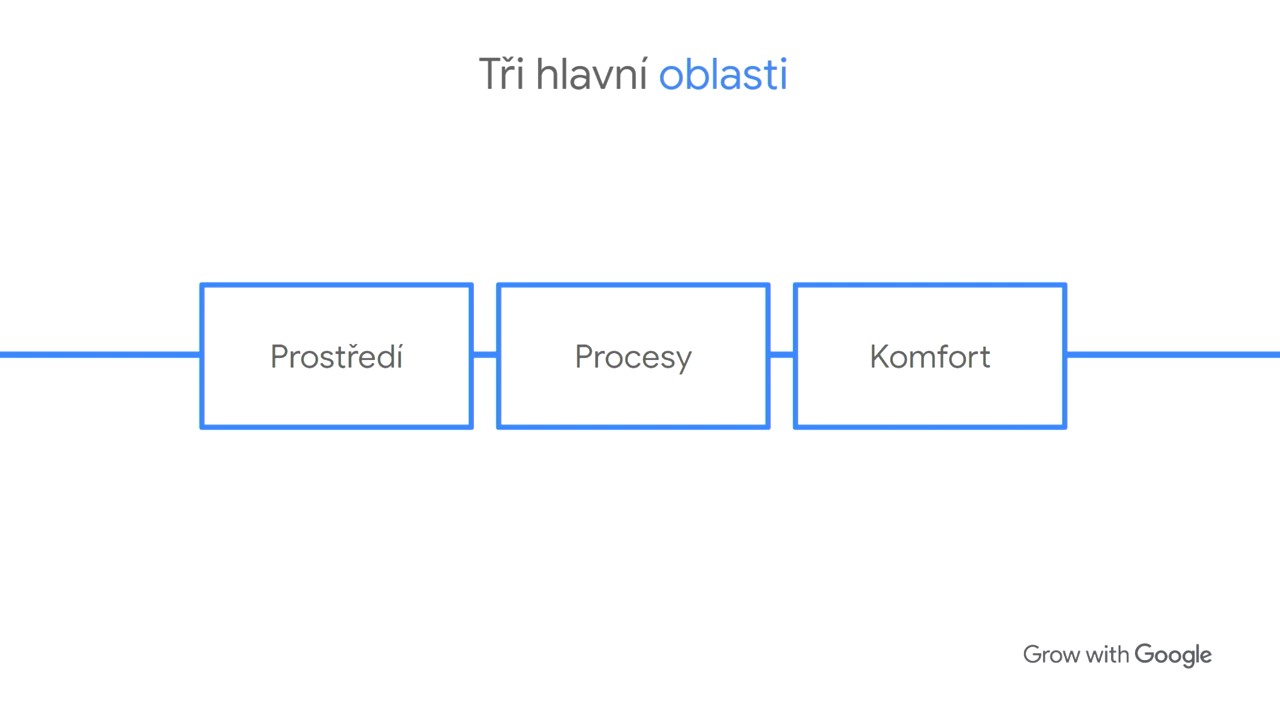 Tři hlavní oblasti
Prostředí
Procesy
Komfort
Grow with Google